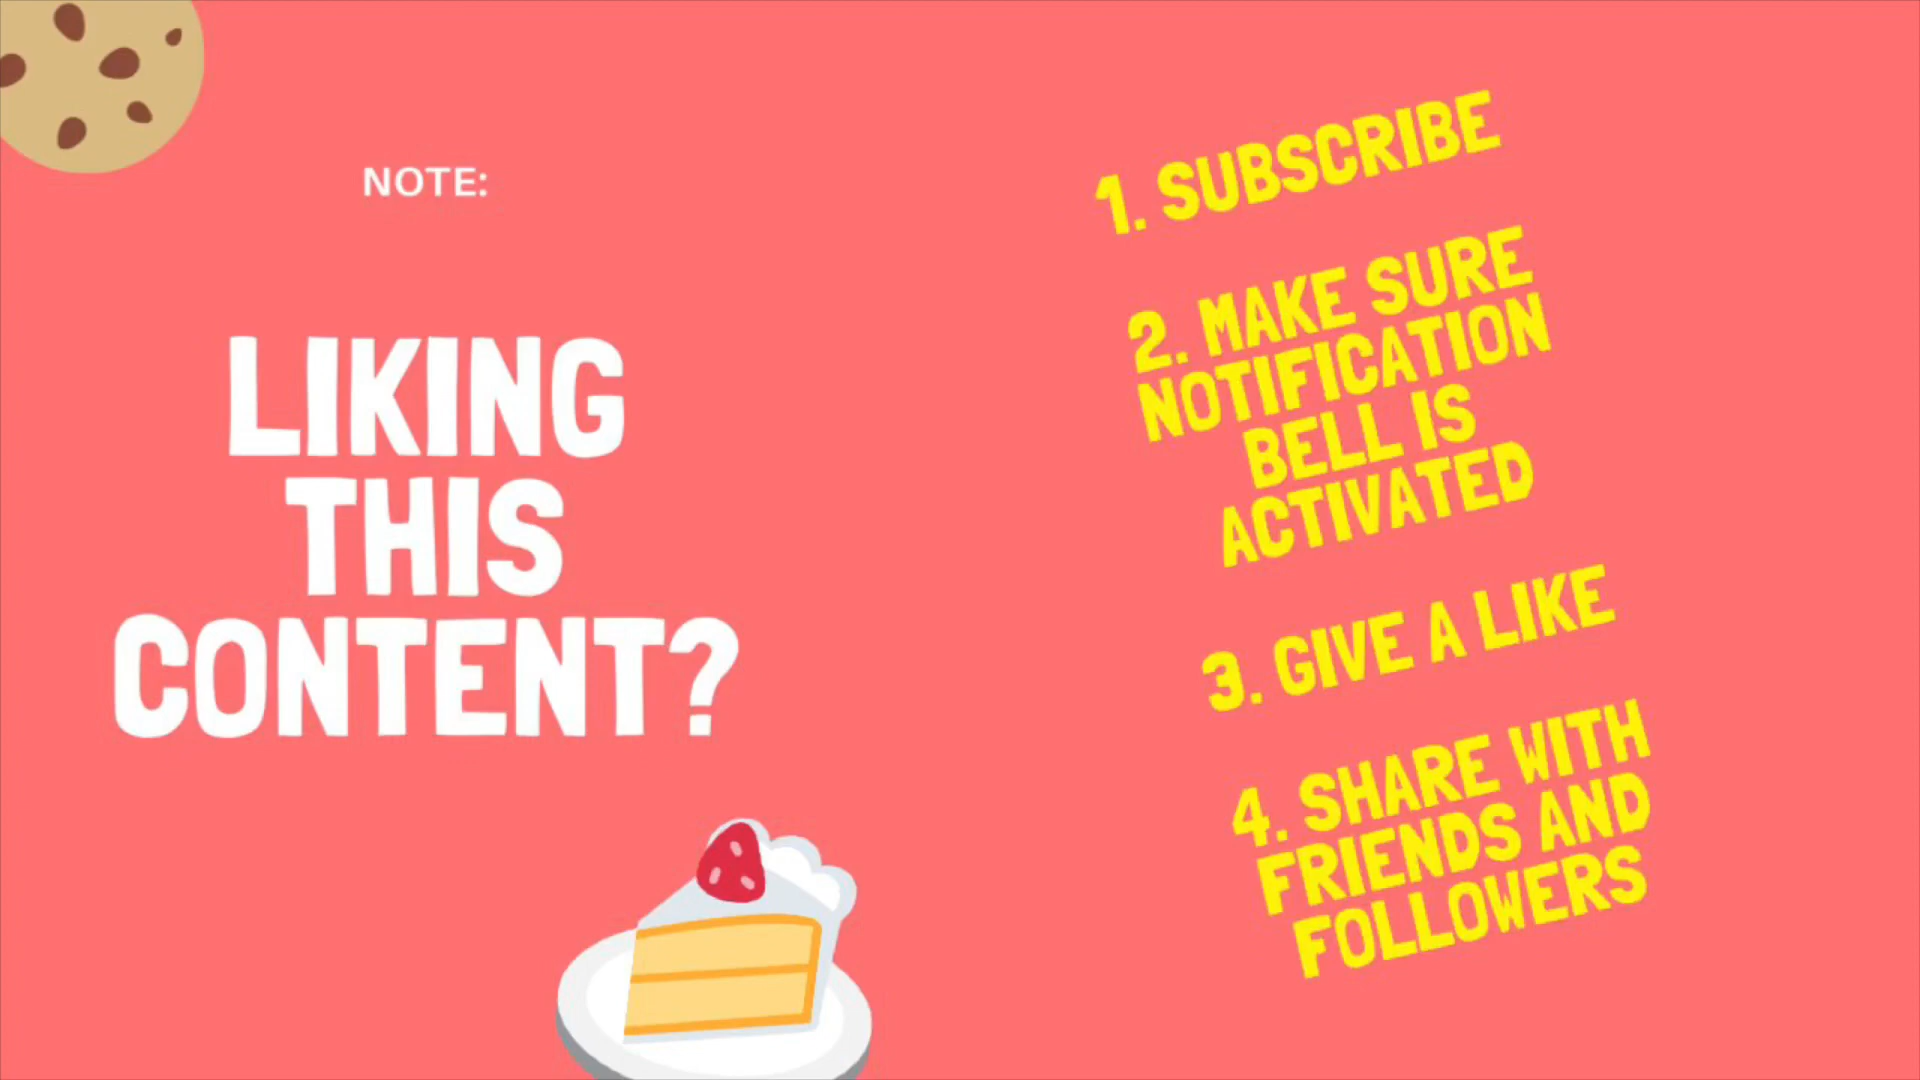 NOTE:
LIKING
THIS
CONTENT?
1. SUBSCRIBE
2. MAKE SURE
NOTIFICATION
BELL IS
ACTIVATED
3. GIVE A LIKE
4. SHARE WITH
FRIENDS AND
FOLLOWERS